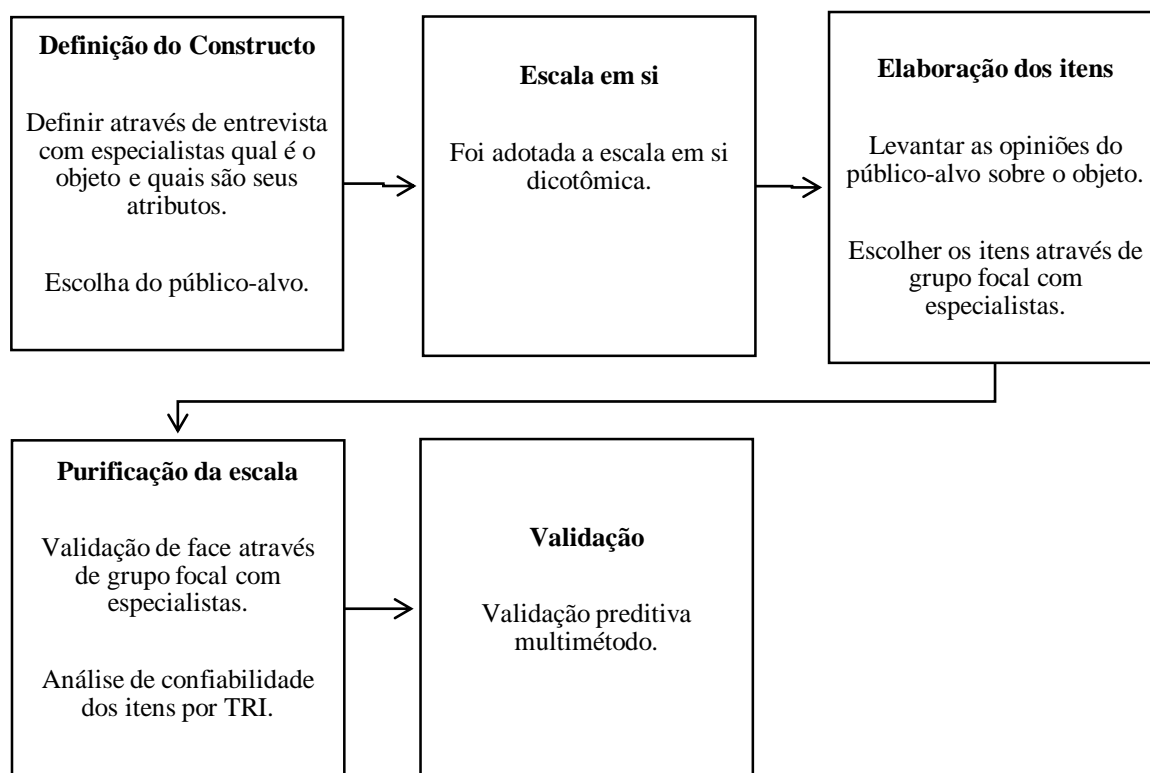 Definição do Constructo
Definir através de entrevista
com especialistas qual é o
objeto e quais são seus
atributos.
Escolha do público-alvo.
Escala em si
Foi adotada a escala em si
dicotômica.
Elaboração dos itens
Levantar as opiniões do
público-alvo sobre o objeto.
Escolher os itens através de
grupo focal com
especialistas.
Purificação da escala
Validação de face através
de grupo focal com
especialistas.
Análise de confiabilidade
dos itens por TRI.
Validação
Validação preditiva
multimétodo.